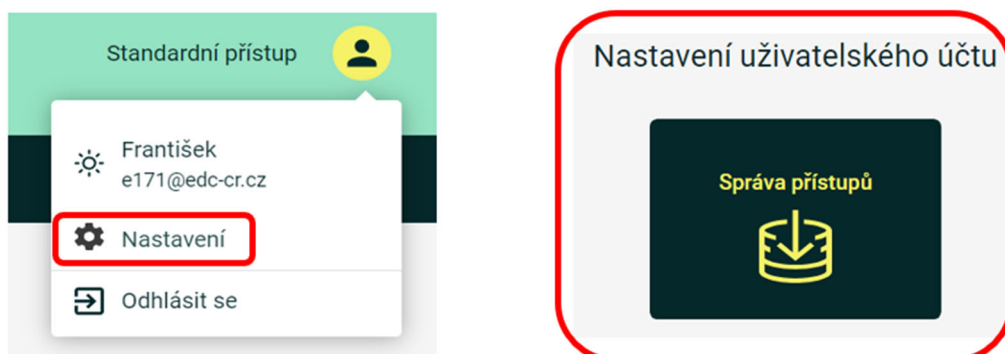 Standardní přístup
František
e171@edc-cr.cz
Nastavení
Odhlásit se
Nastavení uživatelského účtu
Správa přístupů